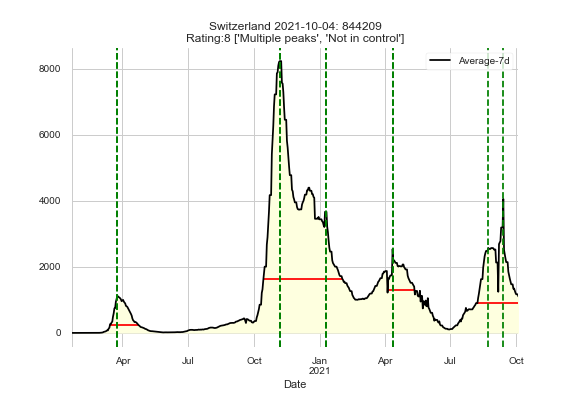 Switzerland 2021-10-04: 844209
Rating:8 ['Multiple peaks', 'Not in control']
Average-7d
8000
6000
4000
2000
0
Apr Jul Oct Jan Apr Jul Oct
2021
Date